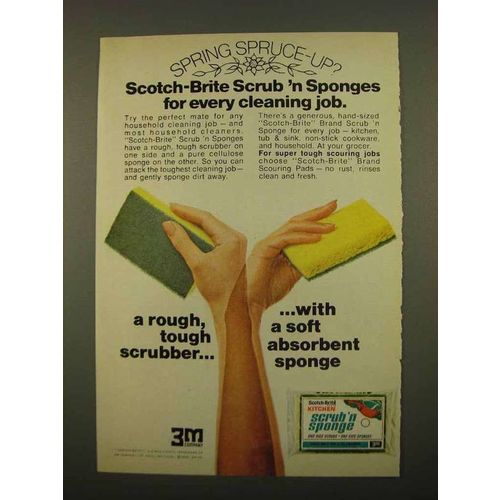 SPRING SPRUCE-UP?
Scotch-Brite Scrub 'n Sponges
for every cleaning job.
Try the perfect mate for any
household cleaning job — and
most household cleaners.
"Scotch-Brite" Scrub 'n Sponges
have a rough, tough scrubber on
one side and a pure cellulose
sponge on the other. So you can
attack the toughest cleaning job —
and gently sponge dirt away.
There's a generous, hand-sized
"Scotch-Brite" Brand Scrub 'n
Sponge for every job — kitchen,
tub & sink, non-stick cookware,
and household. At your grocer.
For super tough scouring jobs
choose "Scotch-Brite" Brand
Scouring Pads — no rust, rinses
clean and fresh.
a rough,
tough
scrubber...
...with
a soft
absorbent
sponge
3M
COMPANY
Scotch-Brite
KITCHEN
scrub 'n
sponge